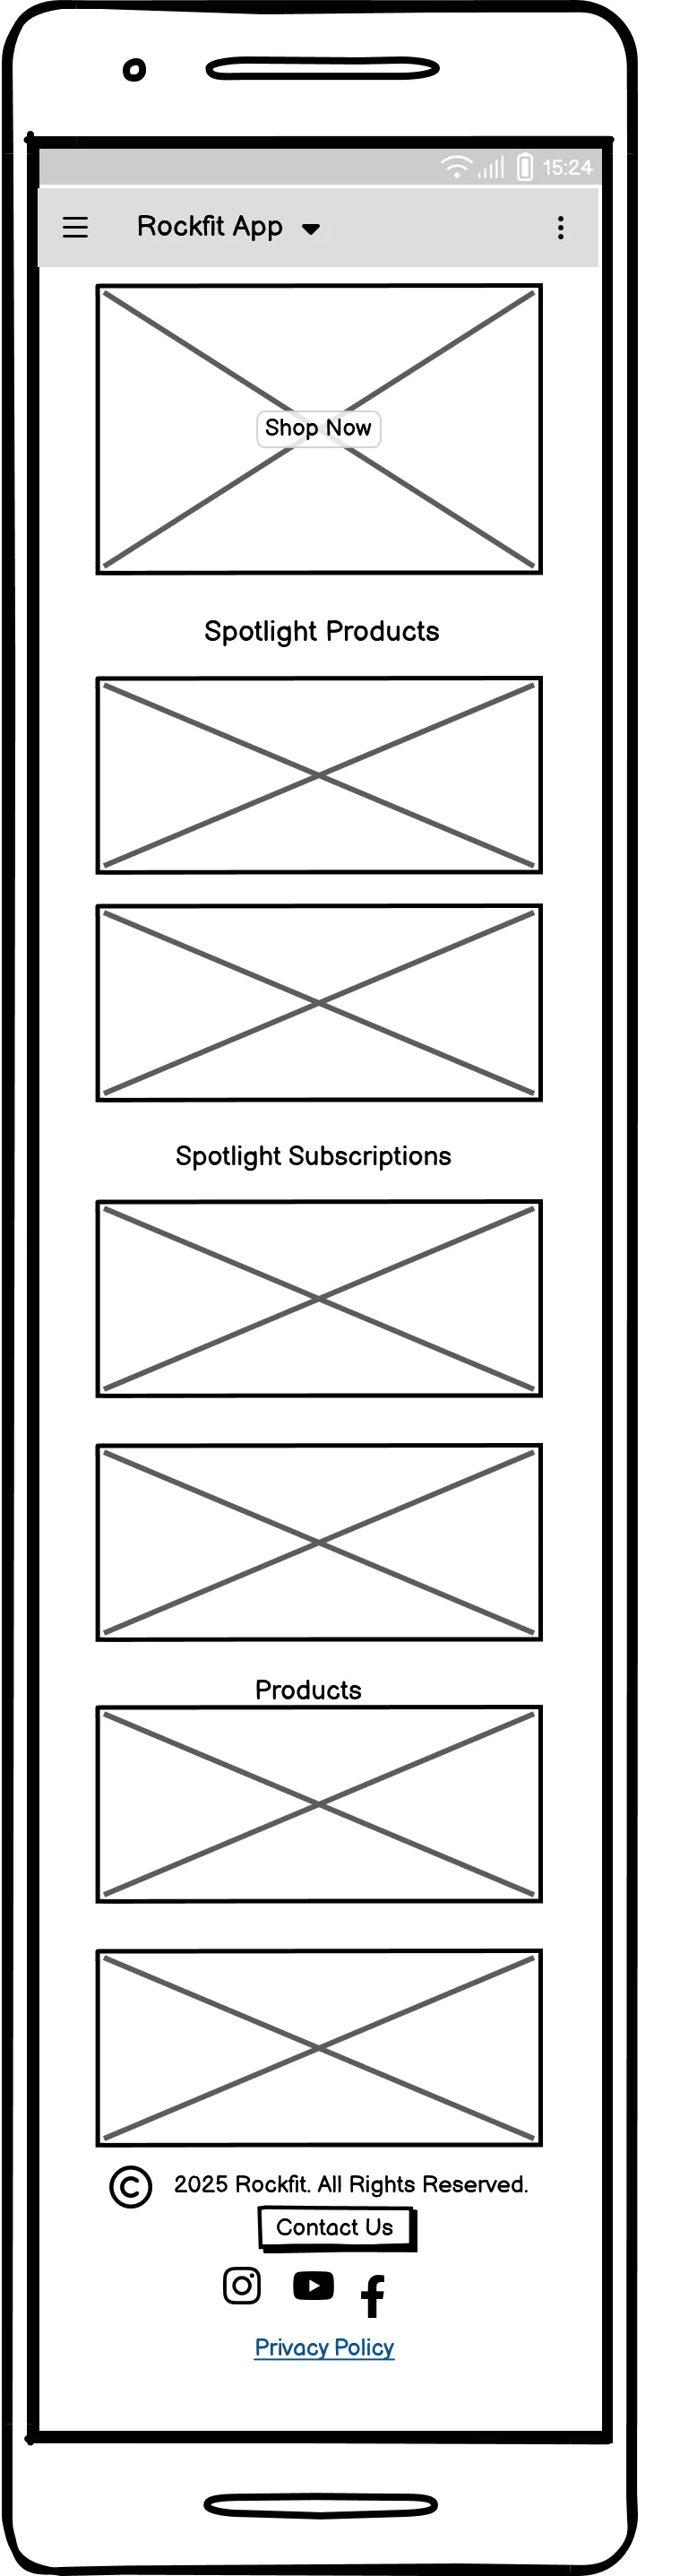 15:24
Rockfit App
Shop Now
Spotlight Products
Spotlight Subscriptions
Products
© 2025 Rockfit. All Rights Reserved.
Contact Us
Privacy Policy